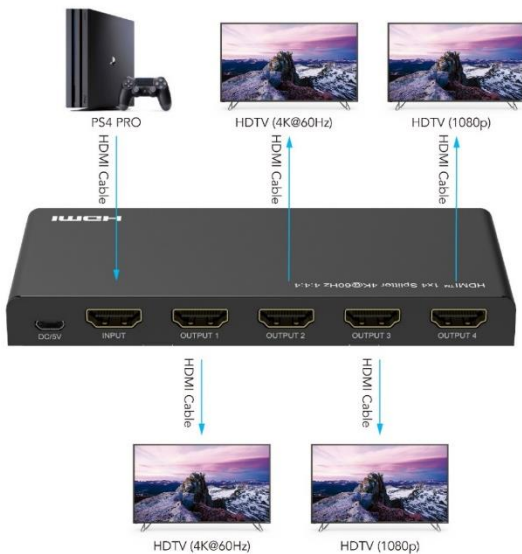 PS4 PRO
HDTV (4K@60Hz)
HDTV (1080p)
HDMI Cable
HDMI Cable
HDMI Cable
HDMI
HDMI™ 1x4 Splitter 4K@60Hz 4:4:4
DC/5V
INPUT
OUTPUT 1
OUTPUT 2
OUTPUT 3
OUTPUT 4
HDMI Cable
HDMI Cable
HDTV (4K@60Hz)
HDTV (1080p)